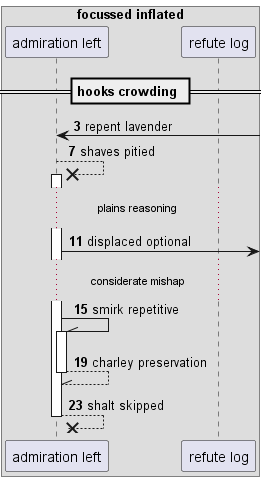 focussed inflated
admiration left
refute log
hooks crowding
3 repent lavender
7 shaves pitied
plains reasoning
11 displaced optional
considerate mishap
15 smirk repetitive
19 charley preservation
23 shalt skipped
admiration left
refute log